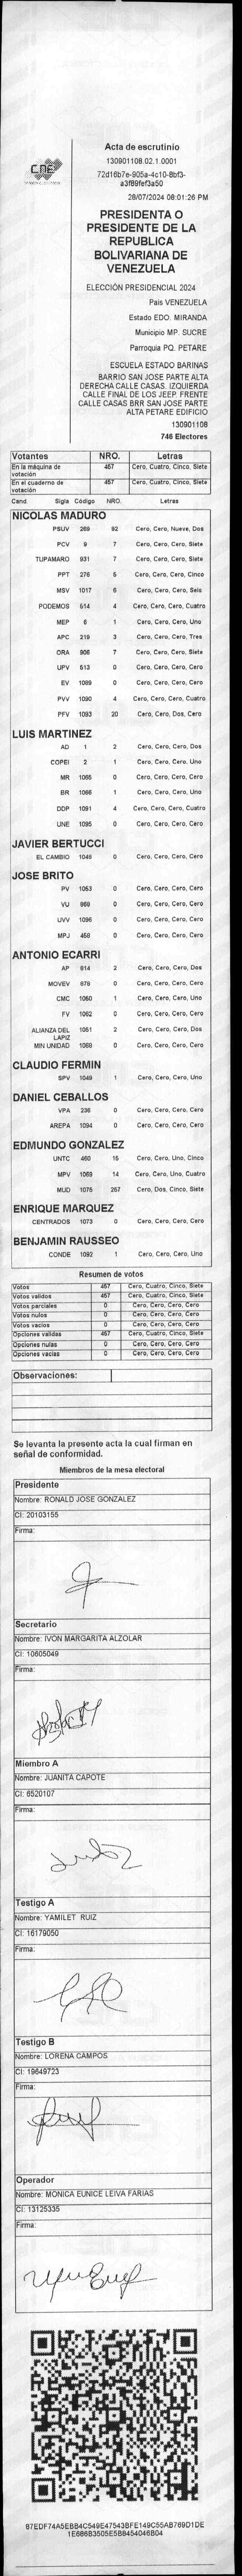 CNE
Acta de escrutinio
130901108.02.1.0001
72d16b7e-905a-4c10-8bf3-
a3f89fef3a50
28/07/2024 08:01:26 PM
PRESIDENTA O
PRESIDENTE DE LA
REPUBLICA
BOLIVARIANA DE
VENEZUELA
ELECCIÓN PRESIDENCIAL 2024
País VENEZUELA
Estado EDO. MIRANDA
Municipio MP. SUCRE
Parroquia PQ. PETARE
ESCUELA ESTADO BARINAS
BARRIO SAN JOSE PARTE ALTA
DERECHA CALLE CASAS. IZQUIERDA
CALLE FINAL DE LOS JEEP. FRENTE
CALLE CASAS BRR SAN JOSE PARTE
ALTA PETARE EDIFICIO
130901108
746 Electores
Votantes NRO. Letras
En la máquina de votación 457 Cero, Cuatro, Cinco, Siete
En el cuaderno de votación 457 Cero, Cuatro, Cinco, Siete
Cand. Sigla Código NRO. Letras
NICOLAS MADURO
PSUV 269 92 Cero, Cero, Nueve, Dos
PCV 9 7 Cero, Cero, Cero, Siete
TUPAMARO 931 7 Cero, Cero, Cero, Siete
PPT 276 5 Cero, Cero, Cero, Cinco
MSV 1017 6 Cero, Cero, Cero, Seis
PODEMOS 514 4 Cero, Cero, Cero, Cuatro
MEP 6 1 Cero, Cero, Cero, Uno
APC 219 3 Cero, Cero, Cero, Tres
ORA 906 7 Cero, Cero, Cero, Siete
UPV 513 0 Cero, Cero, Cero, Cero
EV 1089 0 Cero, Cero, Cero, Cero
PVV 1090 4 Cero, Cero, Cero, Cuatro
PFV 1093 20 Cero, Cero, Dos, Cero
LUIS MARTINEZ
AD 1 2 Cero, Cero, Cero, Dos
COPEI 2 1 Cero, Cero, Cero, Uno
MR 1065 0 Cero, Cero, Cero, Cero
BR 1066 1 Cero, Cero, Cero, Uno
DDP 1091 4 Cero, Cero, Cero, Cuatro
UNE 1095 0 Cero, Cero, Cero, Cero
JAVIER BERTUCCI
EL CAMBIO 1048 0 Cero, Cero, Cero, Cero
JOSE BRITO
PV 1053 0 Cero, Cero, Cero, Cero
VU 868 0 Cero, Cero, Cero, Cero
UVV 1096 0 Cero, Cero, Cero, Cero
MPJ 458 0 Cero, Cero, Cero, Cero
ANTONIO ECARRI
AP 814 2 Cero, Cero, Cero, Dos
MOVEV 878 0 Cero, Cero, Cero, Cero
CMC 1050 1 Cero, Cero, Cero, Uno
FV 1052 0 Cero, Cero, Cero, Cero
ALIANZA DEL LAPIZ 1051 2 Cero, Cero, Cero, Dos
MIN UNIDAD 1068 0 Cero, Cero, Cero, Cero
CLAUDIO FERMIN
SPV 1049 1 Cero, Cero, Cero, Uno
DANIEL CEBALLOS
VPA 236 0 Cero, Cero, Cero, Cero
AREPA 1094 0 Cero, Cero, Cero, Cero
EDMUNDO GONZALEZ
UNTC 460 15 Cero, Cero, Uno, Cinco
MPV 1069 14 Cero, Cero, Uno, Cuatro
MUD 1075 257 Cero, Dos, Cinco, Siete
ENRIQUE MARQUEZ
CENTRADOS 1073 0 Cero, Cero, Cero, Cero
BENJAMIN RAUSSEO
CONDE 1092 1 Cero, Cero, Cero, Uno
Resumen de votos
Votos 457 Cero, Cuatro, Cinco, Siete
Votos validos 457 Cero, Cuatro, Cinco, Siete
Votos parciales 0 Cero, Cero, Cero, Cero
Votos nulos 0 Cero, Cero, Cero, Cero
Votos vacios 0 Cero, Cero, Cero, Cero
Opciones validas 457 Cero, Cuatro, Cinco, Siete
Opciones nulas 0 Cero, Cero, Cero, Cero
Opciones vacias 0 Cero, Cero, Cero, Cero
Observaciones:
Se levanta la presente acta la cual firman en
señal de conformidad.
Miembros de la mesa electoral
Presidente
Nombre: RONALD JOSE GONZALEZ
CI: 20103155
Firma:
Secretario
Nombre: IVON MARGARITA ALZOLAR
CI: 10605049
Firma:
Miembro A
Nombre: JUANITA CAPOTE
CI: 6520107
Firma:
Testigo A
Nombre: YAMILET RUIZ
CI: 16179050
Firma:
Testigo B
Nombre: LORENA CAMPOS
CI: 19649723
Firma:
Operador
Nombre: MONICA EUNICE LEIVA FARIAS
CI: 13125335
Firma:
87EDF74A5EBB4C549E47543BFE149C55AB769D1DE
1E686B3505E5B8454046B04